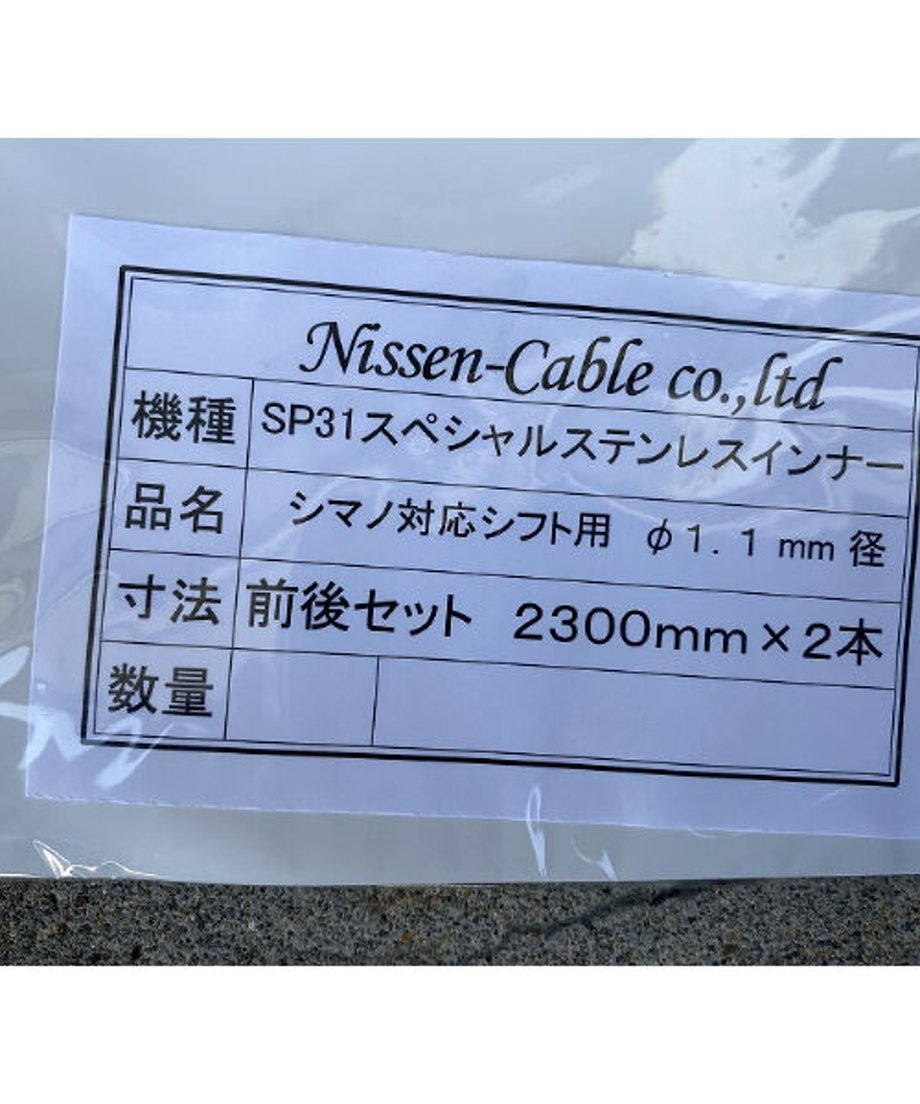 Nissen-Cable co.,ltd
機種 SP31スペシャルステンレスインナー
品名 シマノ対応シフト用 φ1.1mm径
寸法 前後セット 2300mm×2本
数量